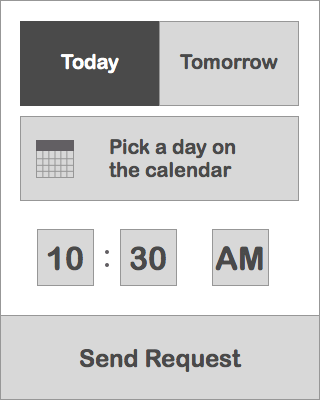 Today Tomorrow
Pick a day on
the calendar
10 : 30 AM
Send Request